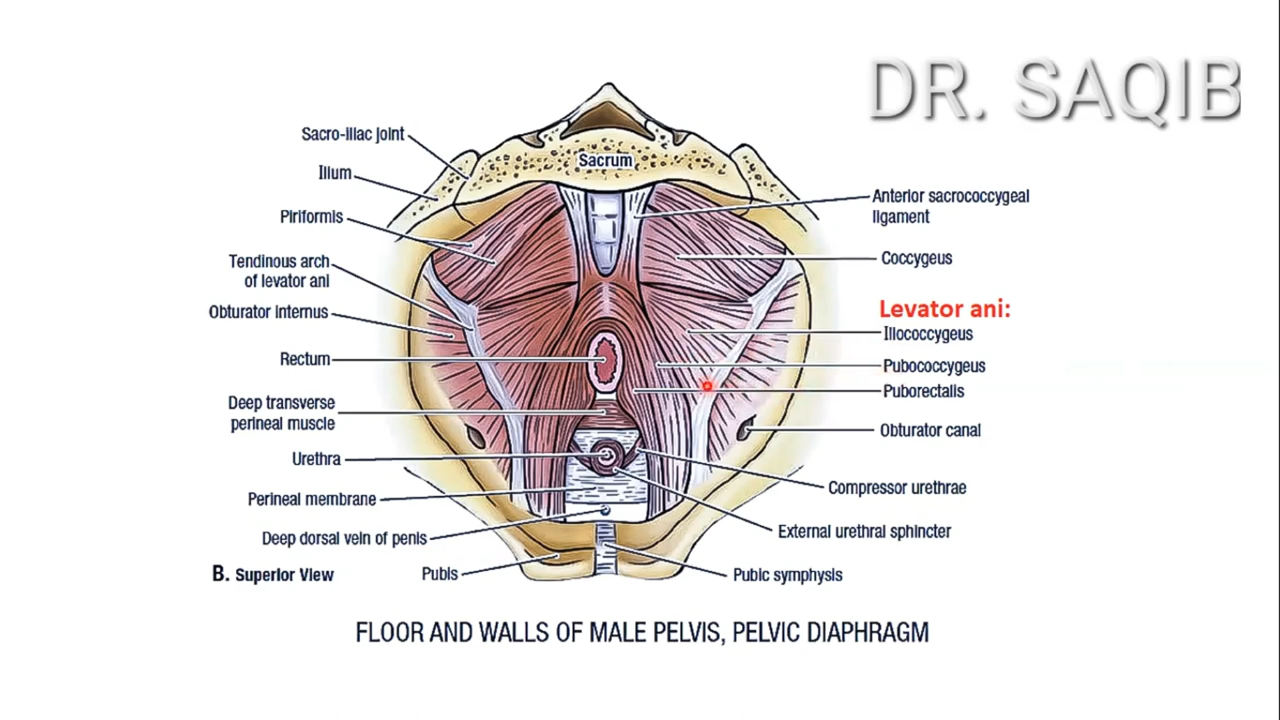 DR. SAQIB
Sacro-iliac joint
Ilium
Piriformis
Tendinous arch
of levator ani
Obturator internus
Rectum
Deep transverse
perineal muscle
Urethra
Perineal membrane
Deep dorsal vein of penis
Pubis
B. Superior View
Sacrum
Anterior sacrococcygeal
ligament
Coccygeus
Levator ani:
Iliococcygeus
Pubococcygeus
Puborectalis
Obturator canal
Compressor urethrae
External urethral sphincter
Pubic symphysis
FLOOR AND WALLS OF MALE PELVIS, PELVIC DIAPHRAGM